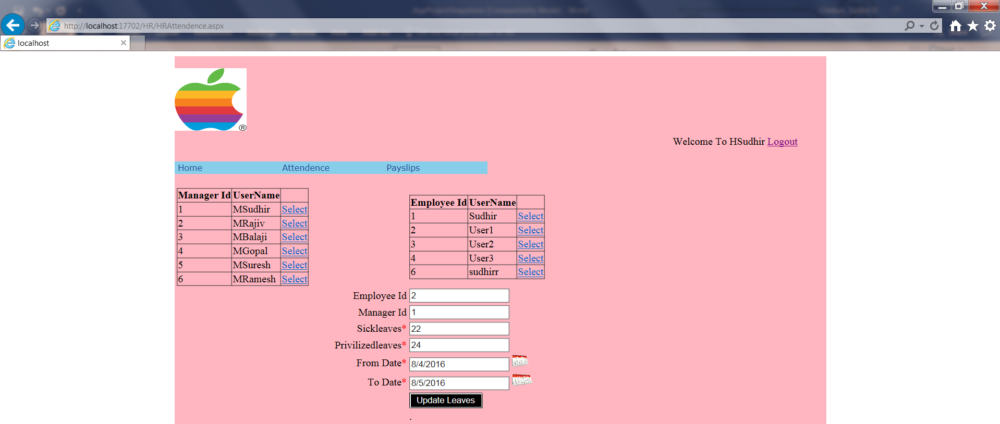 http://localhost:17702/HR/HRAttendence.aspx
localhost
®
Welcome To HSudhir Logout
Home Attendence Payslips
Manager Id UserName
1 MSudhir Select
2 MRajiv Select
3 MBalaji Select
4 MGopal Select
5 MSuresh Select
6 MRamesh Select
Employee Id UserName
1 Sudhir Select
2 User1 Select
3 User2 Select
4 User3 Select
6 sudhirr Select
Employee Id 2
Manager Id 1
Sickleaves* 22
Privilizedleaves* 24
From Date* 8/4/2016
To Date* 8/5/2016
Update Leaves
.